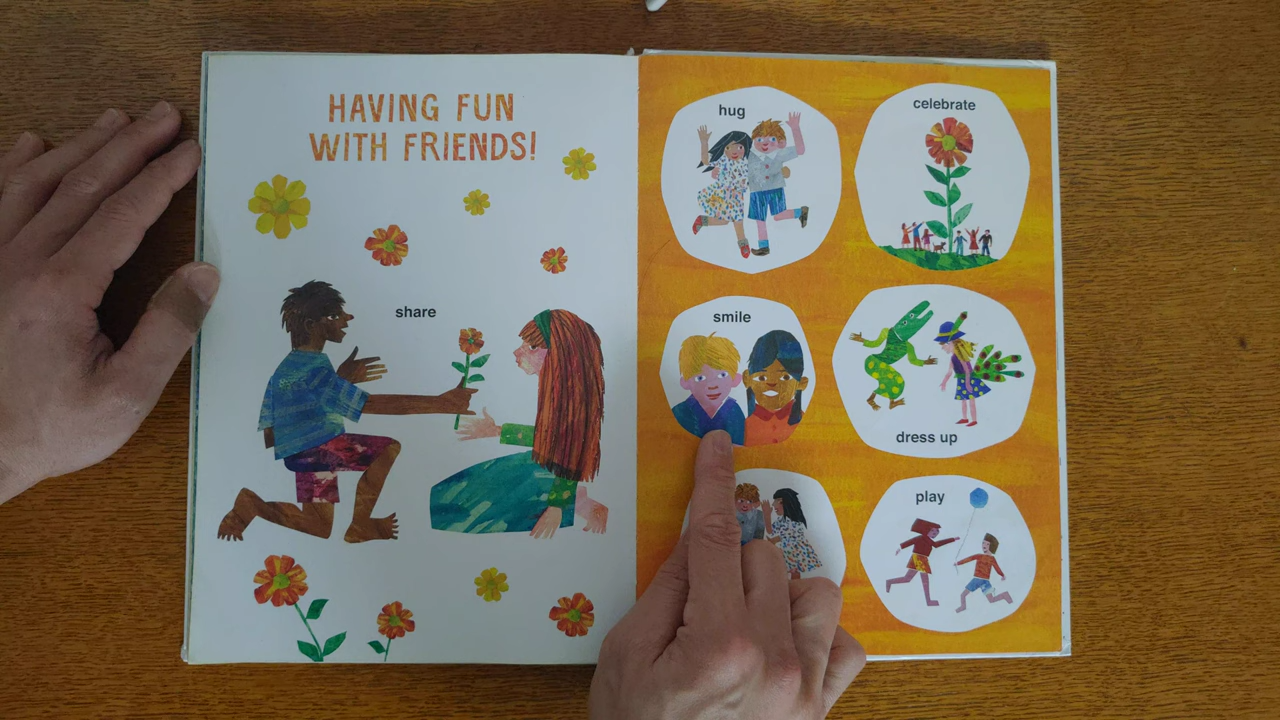 HAVING FUN
WITH FRIENDS!
share
hug
celebrate
smile
dress up
play